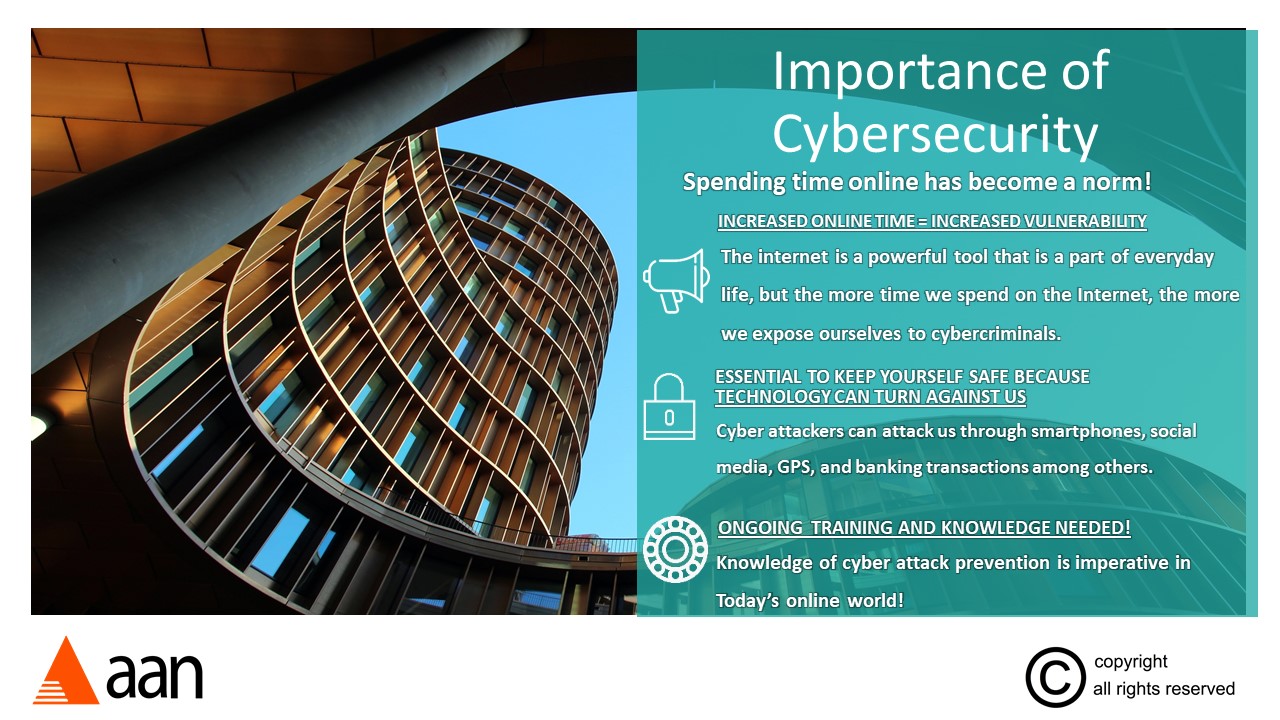 Importance of
Cybersecurity
Spending time online has become a norm!
INCREASED ONLINE TIME = INCREASED VULNERABILITY
The internet is a powerful tool that is a part of everyday
life, but the more time we spend on the Internet, the more
we expose ourselves to cybercriminals.
ESSENTIAL TO KEEP YOURSELF SAFE BECAUSE
TECHNOLOGY CAN TURN AGAINST US
Cyber attackers can attack us through smartphones, social
media, GPS, and banking transactions among others.
ONGOING TRAINING AND KNOWLEDGE NEEDED!
Knowledge of cyber attack prevention is imperative in
Today's online world!
aan
C
copyright
all rights reserved